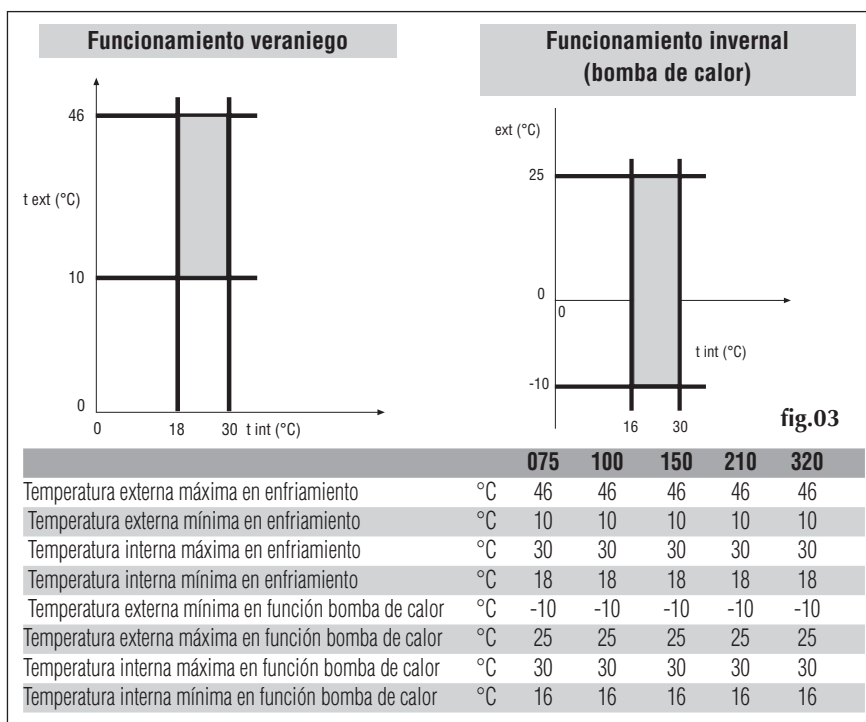 Funcionamiento veraniego
46
t ext (°C)
10
0
0 18 30 t int (°C)
Funcionamiento invernal
(bomba de calor)
ext (°C)
25
0
0
t int (°C)
-10
16 30
fig.03
075 100 150 210 320
Temperatura externa máxima en enfriamiento °C 46 46 46 46 46
Temperatura externa mínima en enfriamiento °C 10 10 10 10 10
Temperatura interna máxima en enfriamiento °C 30 30 30 30 30
Temperatura interna mínima en enfriamiento °C 18 18 18 18 18
Temperatura externa mínima en función bomba de calor °C -10 -10 -10 -10 -10
Temperatura externa máxima en función bomba de calor °C 25 25 25 25 25
Temperatura interna máxima en función bomba de calor °C 30 30 30 30 30
Temperatura interna mínima en función bomba de calor °C 16 16 16 16 16